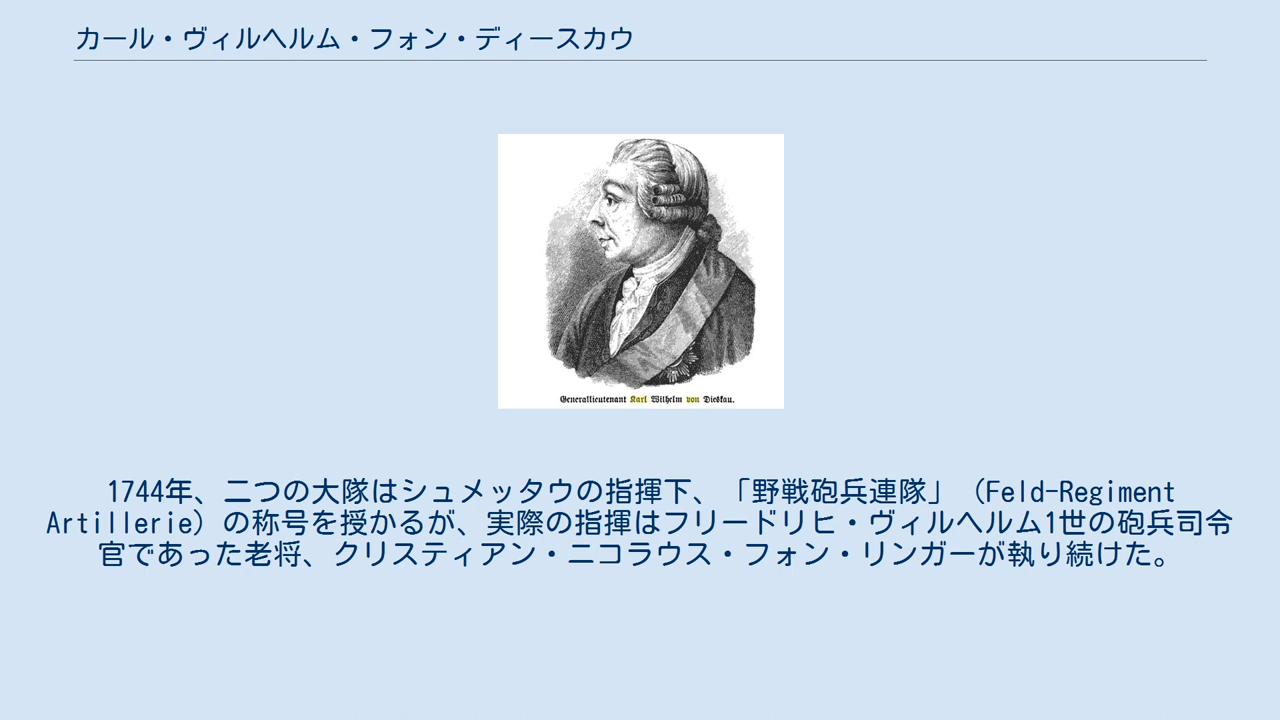 カール・ヴィルヘルム・フォン・ディースカウ
Generallieutenant Karl Wilhelm von Dieskau.
1744年、二つの大隊はシュメッタウの指揮下、「野戦砲兵連隊」（Feld-Regiment
Artillerie）の称号を授かるが、実際の指揮はフリードリヒ・ヴィルヘルム1世の砲兵司令
官であった老将、クリスティアン・ニコラウス・フォン・リンガーが執り続けた。